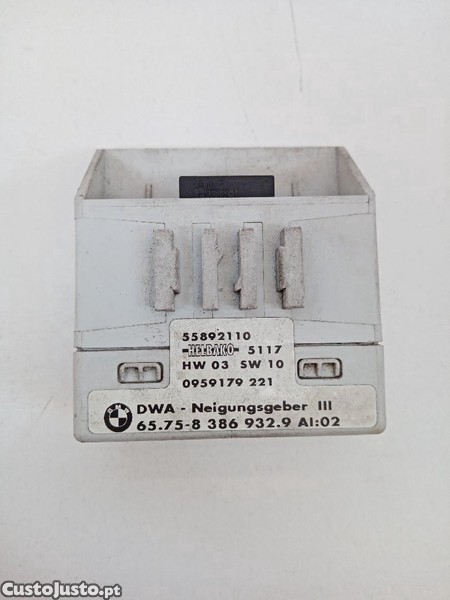 55892110
HELBAKO 5117
HW 03 SW 10
0959179 221
BMW DWA - Neigungsgeber III
65.75-8 386 932.9 AI:02
CustoJusto.pt